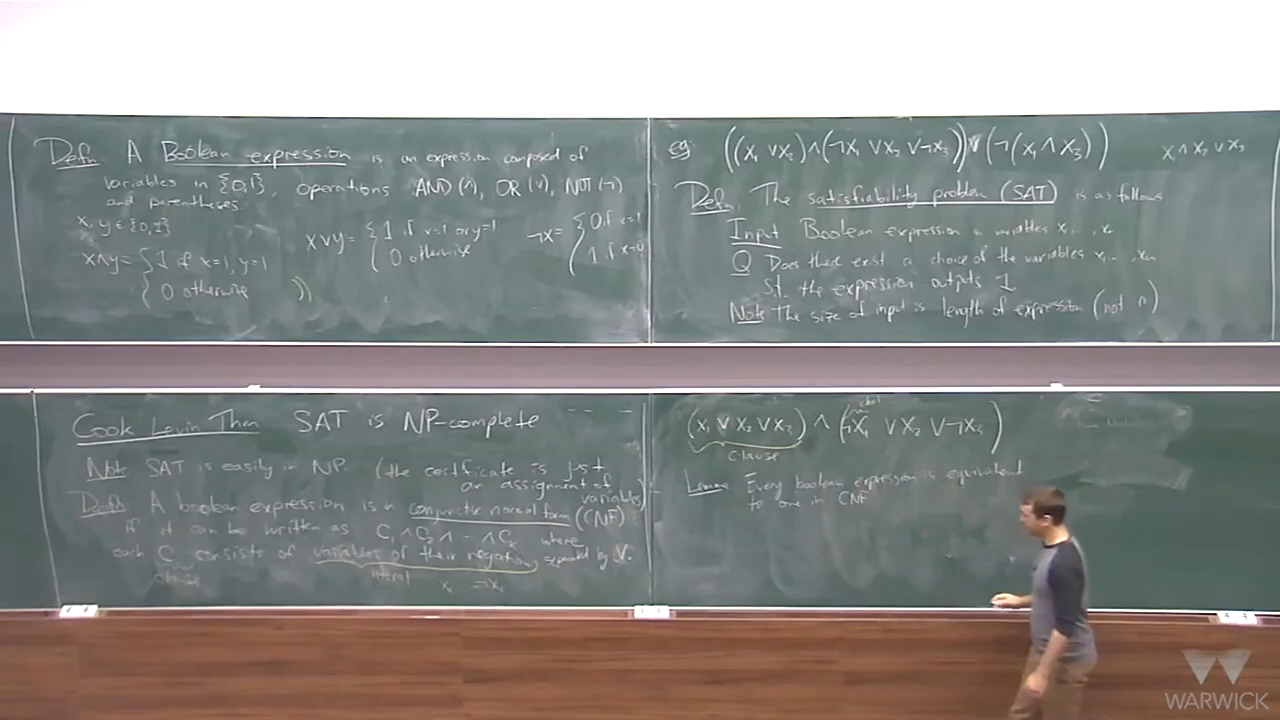 Defn A Boolean expression is an expression composed of
variables in {0,1}, operations AND (∧), OR (∨), NOT (¬)
and parentheses.
x, y ∈ {0,1}
x∧y = { 1 if x=1, y=1
0 otherwise
x∨y = { 1 if x=1 or y=1
0 otherwise
¬x = { 0 if x=1
1 if x=0
eg ((x₁ ∨ x₂) ∧ (¬x₁ ∨ x₂ ∨ ¬x₃)) ∨ (¬(x₁ ∧ x₃))
x₁ ∧ x₂ ∨ x₃
Defn The satisfiability problem (SAT) is as follows
Input Boolean expression n variables x₁ .. xₙ
Q Does there exist a choice of the variables x₁ .. xₙ
st. the expression outputs 1.
Note The size of input is length of expression (not n)
Cook Levin Thm SAT is NP-complete
Note SAT is easily in NP. (the certificate is just
an assignment of
variables)
Defn A boolean expression is in conjunctive normal form (CNF)
if it can be written as C₁ ∧ C₂ ∧ -- ∧ Cₖ where
each Cᵢ consists of variables of their negation, separated by ∨.
clause literal x₁ ¬x₁
(x₁ ∨ x₂ ∨ x₃) ∧ (¬x₁ ∨ x₂ ∨ ¬x₃)
clause
Lemma Every boolean expression is equivalent
to one in CNF
WARWICK